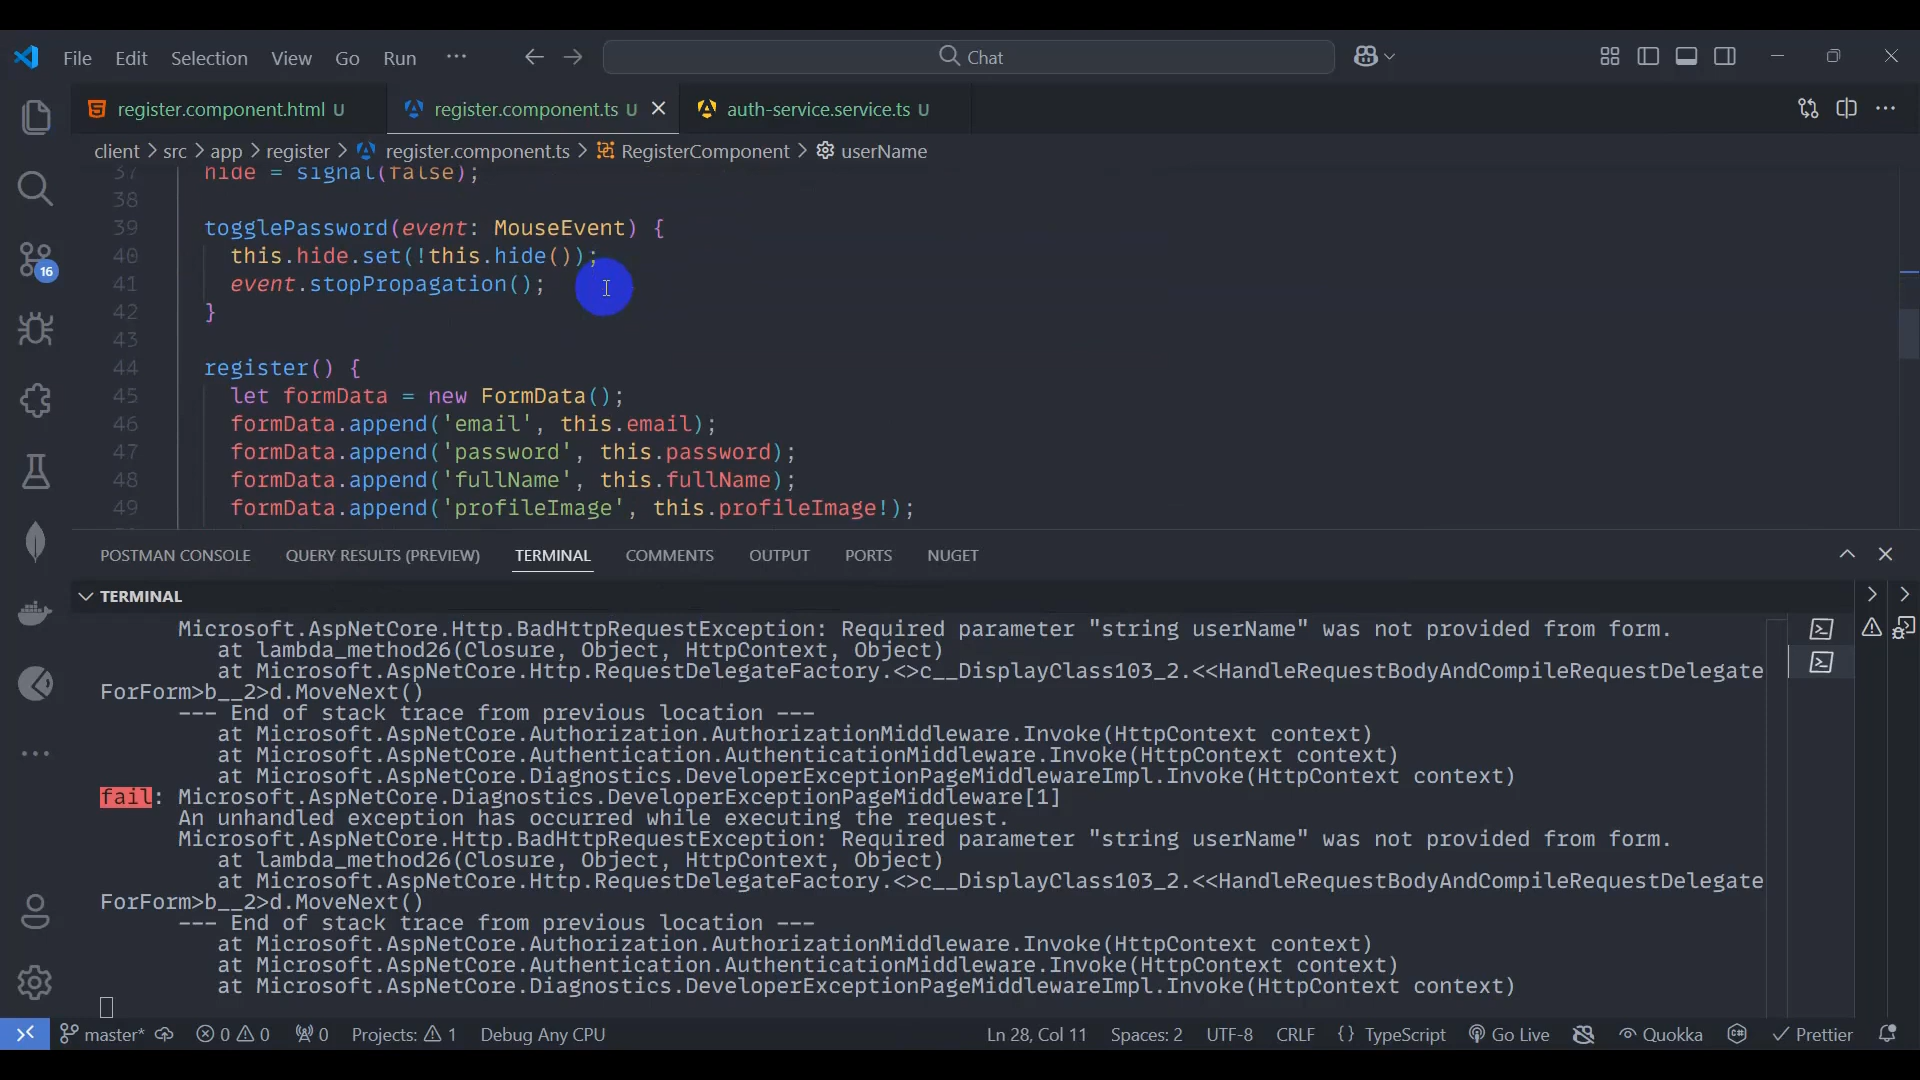 File Edit Selection View Go Run ··· Chat
register.component.html U register.component.ts U auth-service.service.ts U
client > src > app > register > register.component.ts > RegisterComponent > userName
37 hide = signal(false);
38
39 togglePassword(event: MouseEvent) {
40 this.hide.set(!this.hide());
41 event.stopPropagation();
42 }
43
44 register() {
45 let formData = new FormData();
46 formData.append('email', this.email);
47 formData.append('password', this.password);
48 formData.append('fullName', this.fullName);
49 formData.append('profileImage', this.profileImage!);
POSTMAN CONSOLE QUERY RESULTS (PREVIEW) TERMINAL COMMENTS OUTPUT PORTS NUGET
TERMINAL
Microsoft.AspNetCore.Http.BadHttpRequestException: Required parameter "string userName" was not provided from form.
at lambda_method26(Closure, Object, HttpContext, Object)
at Microsoft.AspNetCore.Http.RequestDelegateFactory.<>c__DisplayClass103_2.<<HandleRequestBodyAndCompileRequestDelegate
ForForm>b__2>d.MoveNext()
--- End of stack trace from previous location ---
at Microsoft.AspNetCore.Authorization.AuthorizationMiddleware.Invoke(HttpContext context)
at Microsoft.AspNetCore.Authentication.AuthenticationMiddleware.Invoke(HttpContext context)
at Microsoft.AspNetCore.Diagnostics.DeveloperExceptionPageMiddlewareImpl.Invoke(HttpContext context)
fail: Microsoft.AspNetCore.Diagnostics.DeveloperExceptionPageMiddleware[1]
An unhandled exception has occurred while executing the request.
Microsoft.AspNetCore.Http.BadHttpRequestException: Required parameter "string userName" was not provided from form.
at lambda_method26(Closure, Object, HttpContext, Object)
at Microsoft.AspNetCore.Http.RequestDelegateFactory.<>c__DisplayClass103_2.<<HandleRequestBodyAndCompileRequestDelegate
ForForm>b__2>d.MoveNext()
--- End of stack trace from previous location ---
at Microsoft.AspNetCore.Authorization.AuthorizationMiddleware.Invoke(HttpContext context)
at Microsoft.AspNetCore.Authentication.AuthenticationMiddleware.Invoke(HttpContext context)
at Microsoft.AspNetCore.Diagnostics.DeveloperExceptionPageMiddlewareImpl.Invoke(HttpContext context)
16
master* 0 0 0 Projects: 1 Debug Any CPU Ln 28, Col 11 Spaces: 2 UTF-8 CRLF {} TypeScript Go Live Quokka Prettier